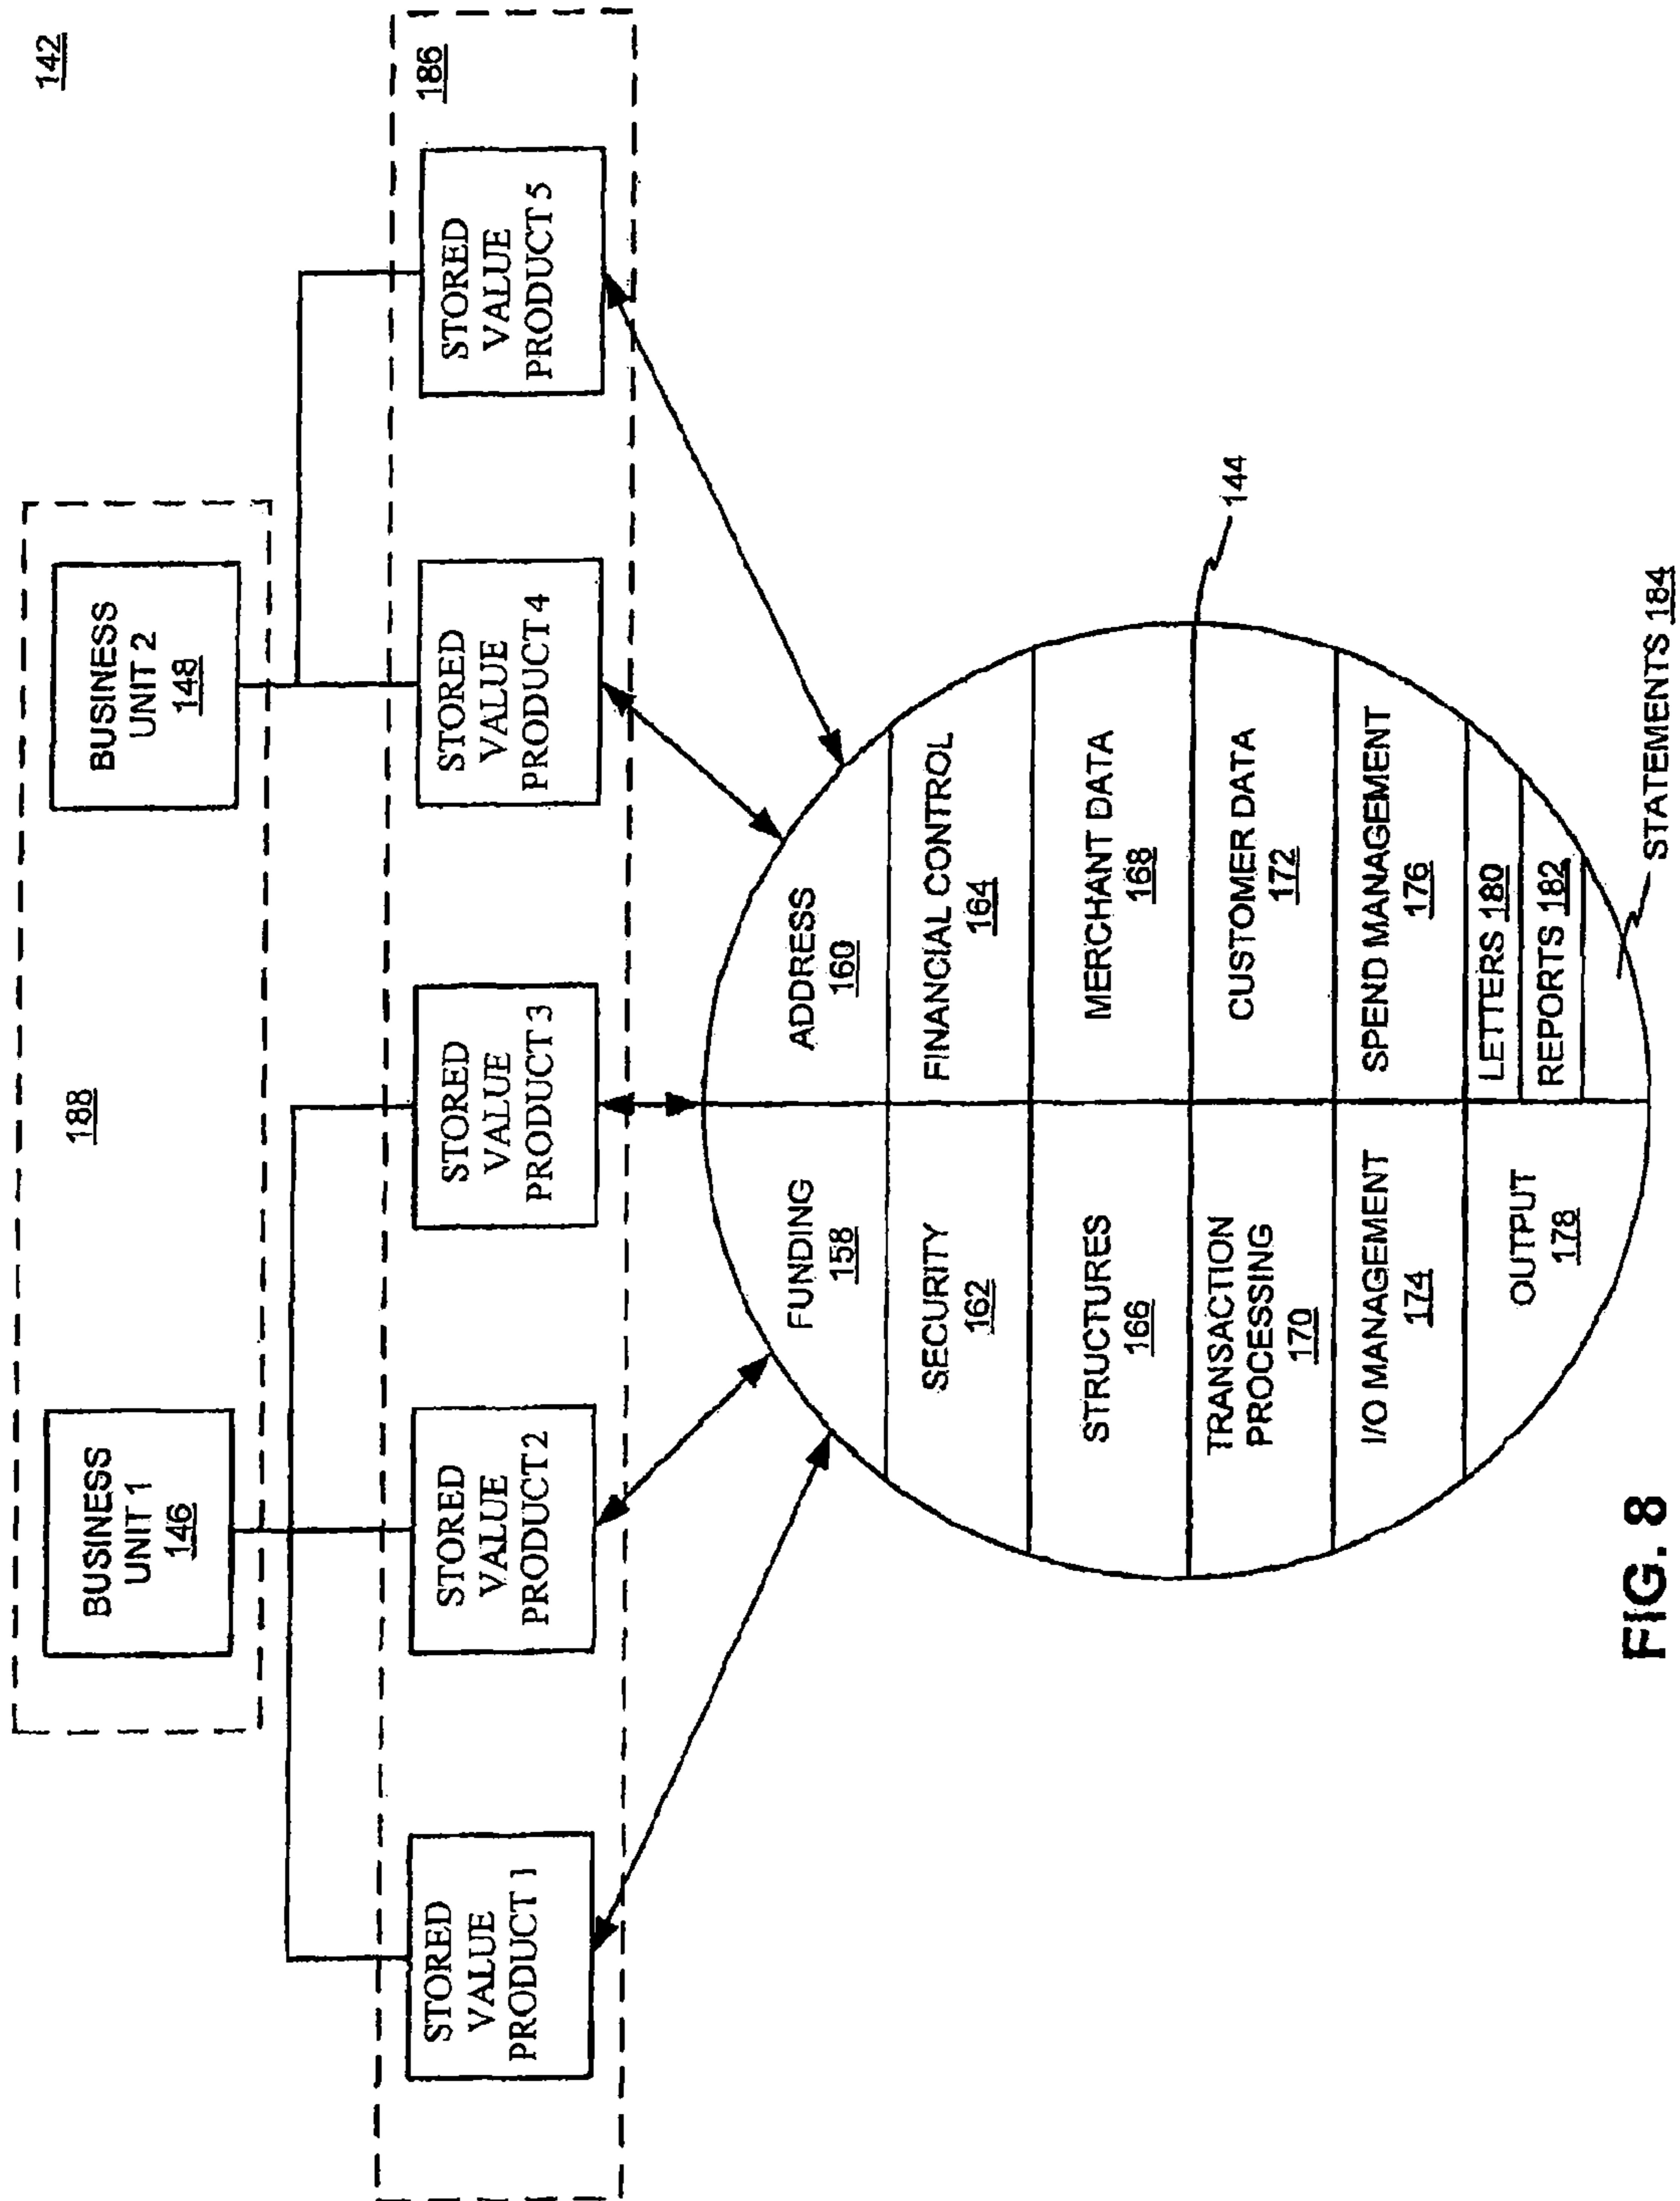 142
188
BUSINESS
UNIT 1
146
BUSINESS
UNIT 2
148
186
STORED
VALUE
PRODUCT 1
STORED
VALUE
PRODUCT 2
STORED
VALUE
PRODUCT 3
STORED
VALUE
PRODUCT 4
STORED
VALUE
PRODUCT 5
FUNDING
158
ADDRESS
160
SECURITY
162
FINANCIAL CONTROL
164
STRUCTURES
166
MERCHANT DATA
168
144
TRANSACTION
PROCESSING
170
CUSTOMER DATA
172
I/O MANAGEMENT
174
SPEND MANAGEMENT
176
OUTPUT
178
LETTERS 180
REPORTS 182
STATEMENTS 184
FIG. 8